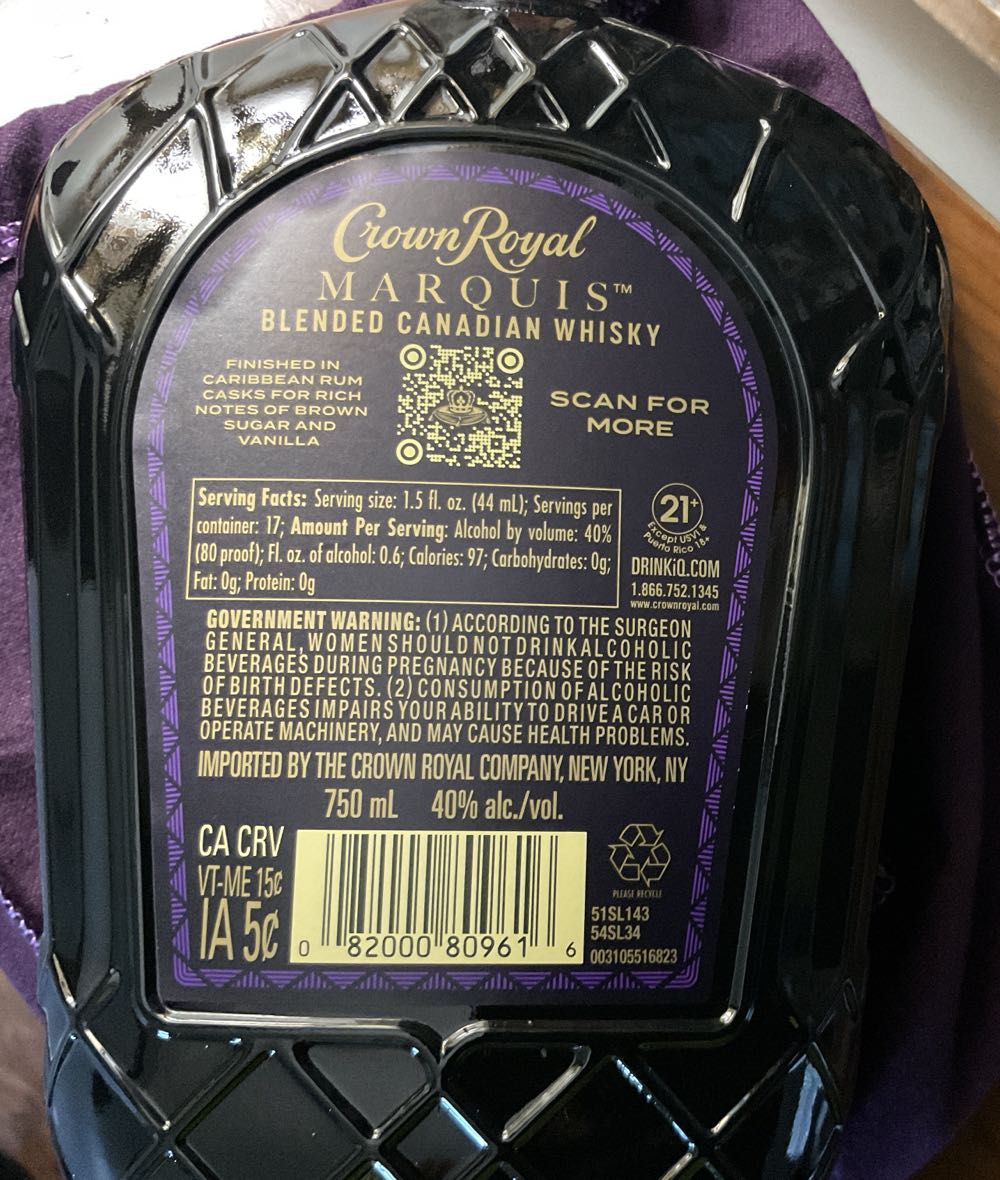 Crown Royal
MARQUIS™
BLENDED CANADIAN WHISKY
FINISHED IN
CARIBBEAN RUM
CASKS FOR RICH
NOTES OF BROWN
SUGAR AND
VANILLA
SCAN FOR
MORE
Serving Facts: Serving size: 1.5 fl. oz. (44 mL); Servings per
container: 17; Amount Per Serving: Alcohol by volume: 40%
(80 proof); Fl. oz. of alcohol: 0.6; Calories: 97; Carbohydrates: 0g;
Fat: 0g; Protein: 0g
21+
Except USVI &
Puerto Rico 18+
DRINKiQ.COM
1.866.752.1345
www.crownroyal.com
GOVERNMENT WARNING: (1) ACCORDING TO THE SURGEON
GENERAL, WOMEN SHOULD NOT DRINK ALCOHOLIC
BEVERAGES DURING PREGNANCY BECAUSE OF THE RISK
OF BIRTH DEFECTS. (2) CONSUMPTION OF ALCOHOLIC
BEVERAGES IMPAIRS YOUR ABILITY TO DRIVE A CAR OR
OPERATE MACHINERY, AND MAY CAUSE HEALTH PROBLEMS.
IMPORTED BY THE CROWN ROYAL COMPANY, NEW YORK, NY
750 mL 40% alc./vol.
CA CRV
VT-ME 15¢
IA 5¢
0 82000 80961 6
PLEASE RECYCLE
51SL143
54SL34
003105516823